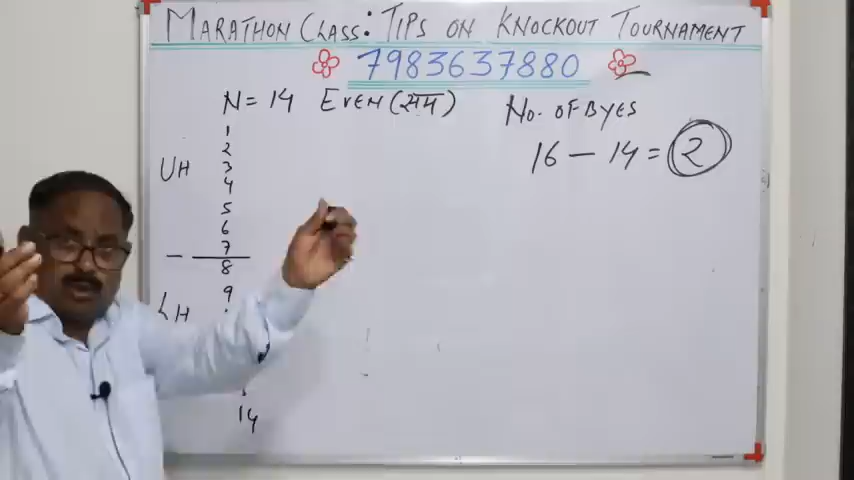 MARATHON CLASS: TIPS ON KNOCKOUT TOURNAMENT
7983637880
N = 14 EVEN (सम)
NO. OF BYES
16 — 14 = 2
1
2
UH 3
4
5
6
— 7
8
9
LH
14